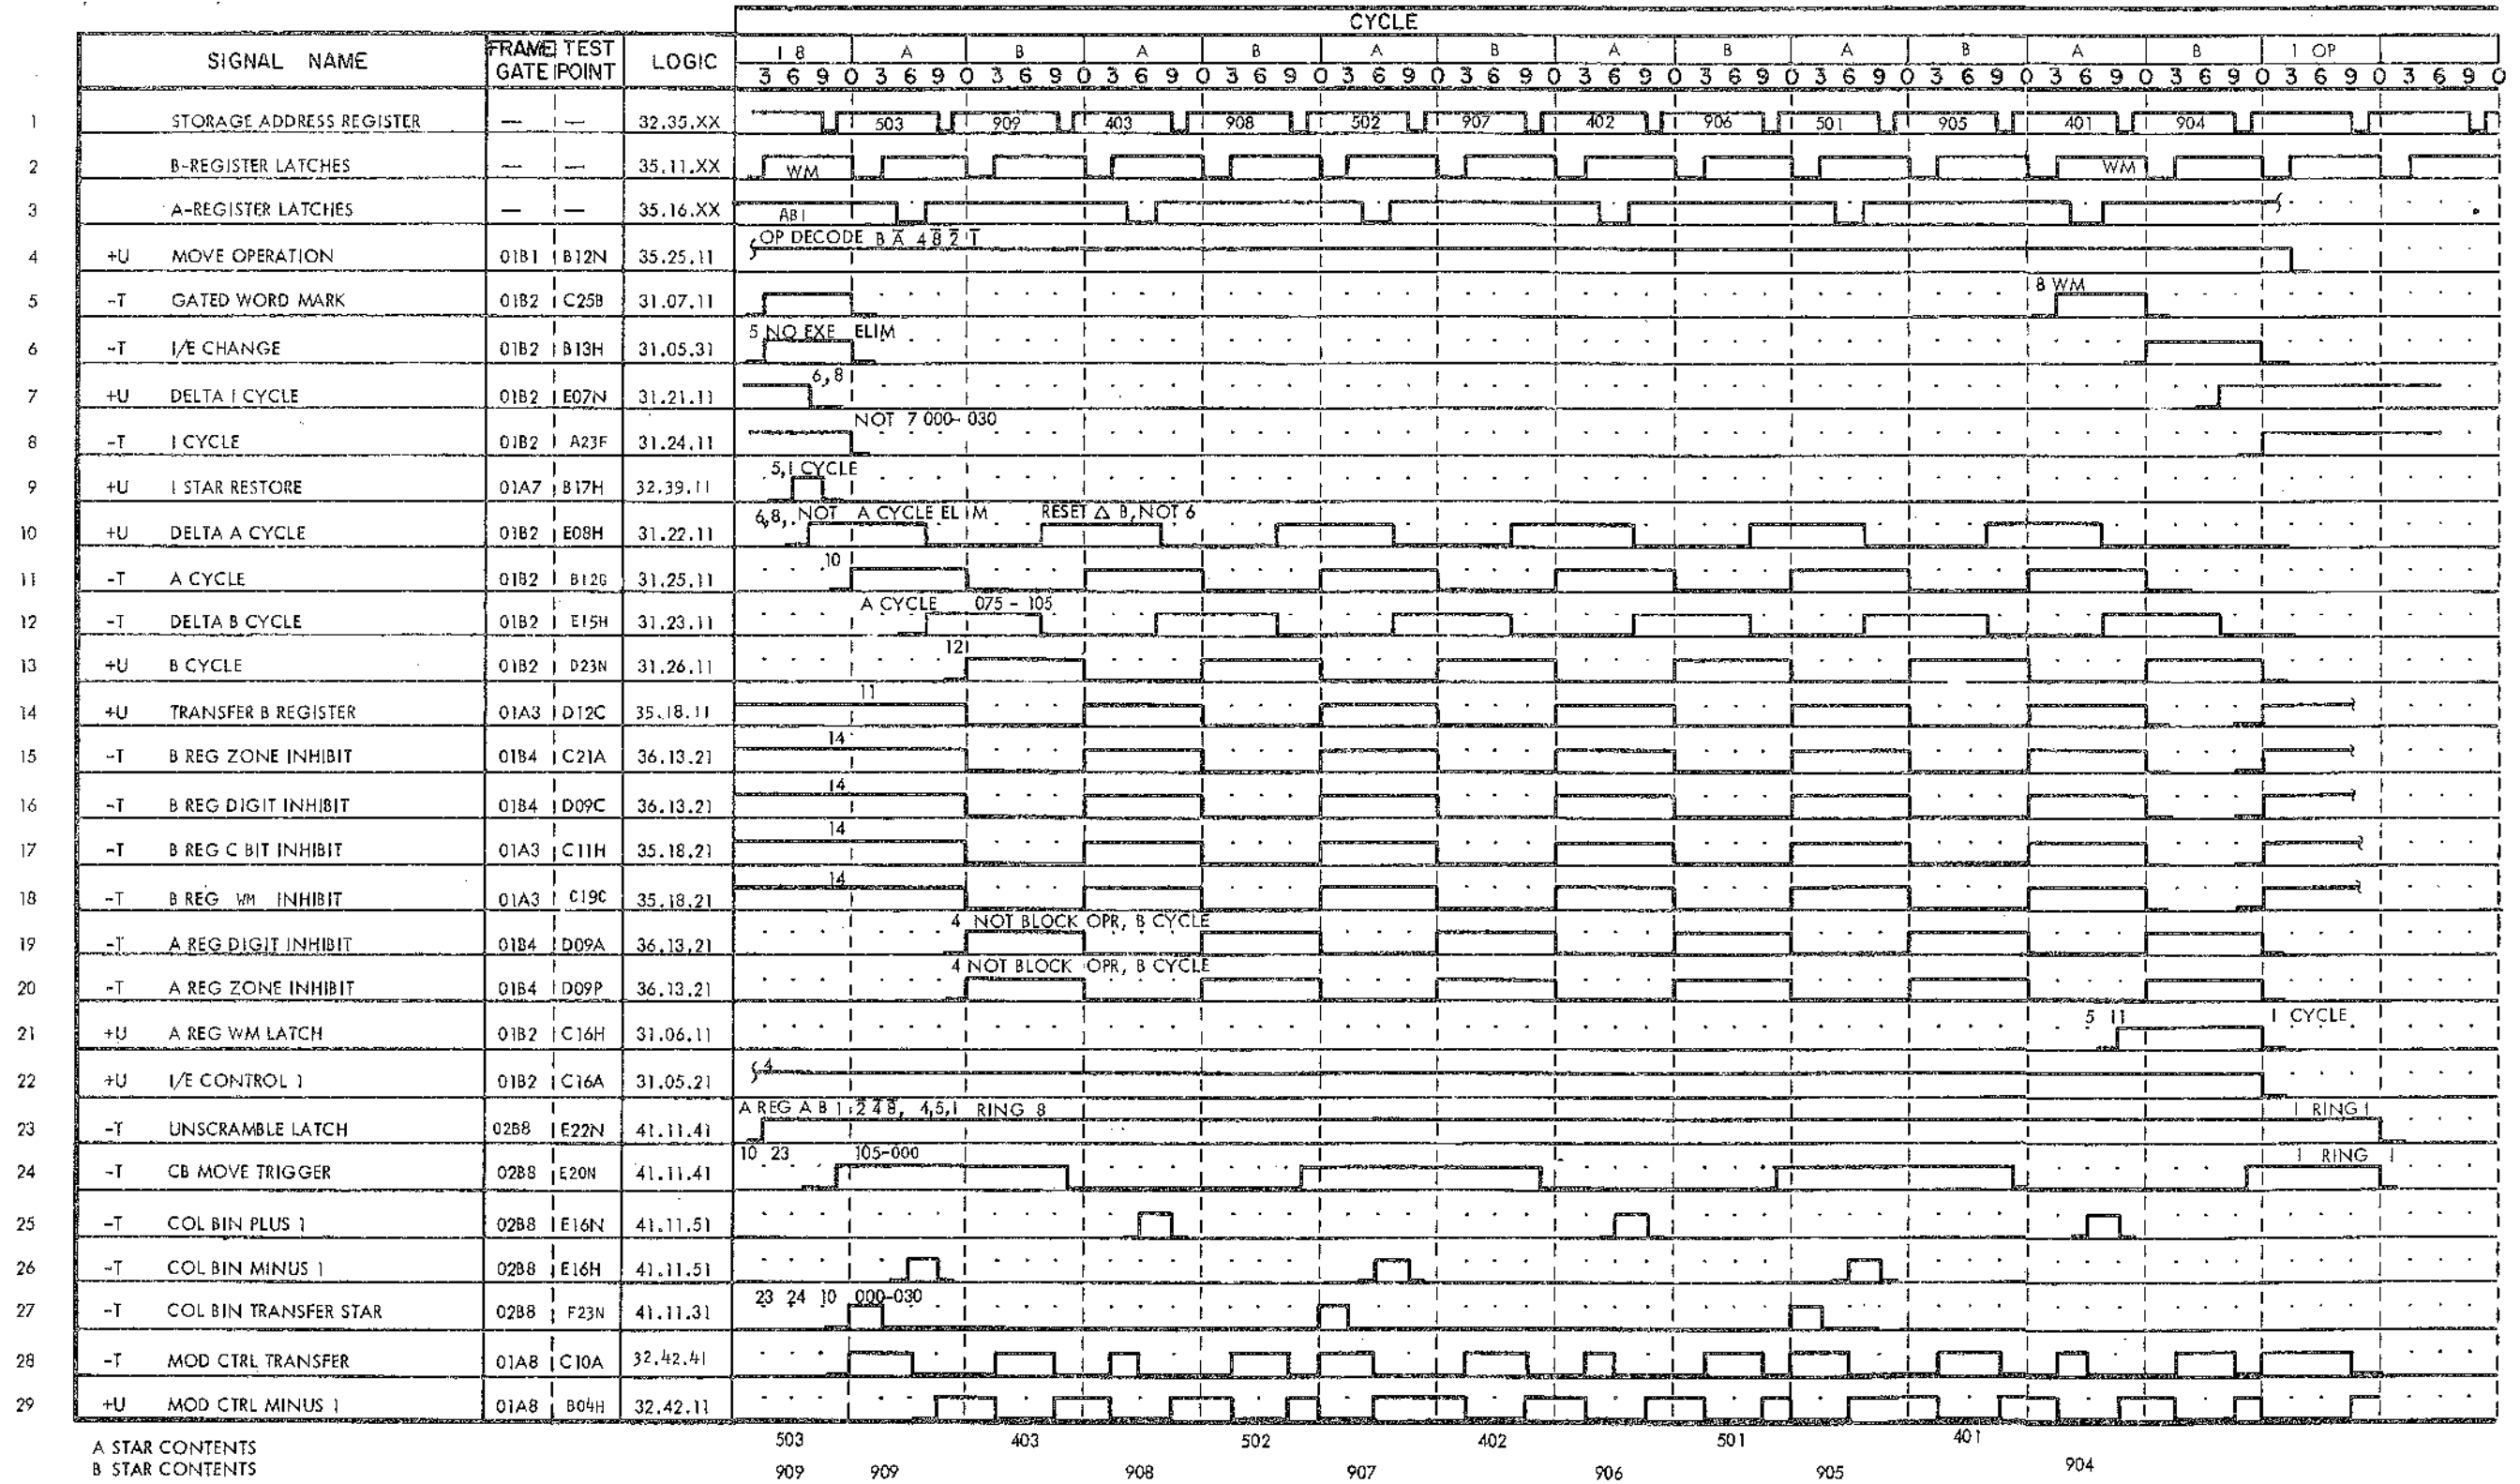 CYCLE
SIGNAL NAME FRAME GATE TEST POINT LOGIC
I 8 A B A B A B A B A B A B I OP
3 6 9 0 3 6 9 0 3 6 9 0 3 6 9 0 3 6 9 0 3 6 9 0 3 6 9 0 3 6 9 0 3 6 9 0 3 6 9 0 3 6 9 0 3 6 9 0 3 6 9 0 3 6 9 0 3 6 9 0
1 STORAGE ADDRESS REGISTER — — 32.35.XX 503 909 403 908 502 907 402 906 501 905 401 904
2 B-REGISTER LATCHES — — 35.11.XX WM WM
3 A-REGISTER LATCHES — — 35.16.XX AB1
4 +U MOVE OPERATION 01B1 B12N 35.25.11 OP DECODE B A̅ 4 8̅ 2̅ 1̅
5 -T GATED WORD MARK 01B2 C25B 31.07.11 8 WM
6 -T I/E CHANGE 01B2 B13H 31.05.31 5 NO EXE ELIM
7 +U DELTA I CYCLE 01B2 E07N 31.21.11 6,8
8 -T I CYCLE 01B2 A23F 31.24.11 NOT 7 000-030
9 +U I STAR RESTORE 01A7 B17H 32.39.11 5,I CYCLE
10 +U DELTA A CYCLE 01B2 E08H 31.22.11 6,8, NOT A CYCLE ELIM RESET △ B, NOT 6
11 -T A CYCLE 01B2 B12G 31.25.11 10
12 -T DELTA B CYCLE 01B2 E15H 31.23.11 A CYCLE 075 - 105
13 +U B CYCLE 01B2 D23N 31.26.11 12
14 +U TRANSFER B REGISTER 01A3 D12C 35.18.11 11
15 -T B REG ZONE INHIBIT 01B4 C21A 36.13.21 14
16 -T B REG DIGIT INHIBIT 01B4 D09C 36.13.21 14
17 -T B REG C BIT INHIBIT 01A3 C11H 35.18.21 14
18 -T B REG WM INHIBIT 01A3 C19C 35.18.21 14
19 -T A REG DIGIT INHIBIT 01B4 D09A 36.13.21 4 NOT BLOCK OPR, B CYCLE
20 -T A REG ZONE INHIBIT 01B4 D09P 36.13.21 4 NOT BLOCK OPR, B CYCLE
21 +U A REG WM LATCH 01B2 C16H 31.06.11 5 11 I CYCLE
22 +U I/E CONTROL 1 01B2 C16A 31.05.21 4
23 -T UNSCRAMBLE LATCH 02B8 E22N 41.11.41 A REG A B 1 2̅ 4̅ 8̅, 4,5,I RING 8 I RING 1
24 -T CB MOVE TRIGGER 02B8 E20N 41.11.41 10 23 105-000 I RING 1
25 -T COL BIN PLUS 1 02B8 E16N 41.11.51
26 -T COL BIN MINUS 1 02B8 E16H 41.11.51
27 -T COL BIN TRANSFER STAR 02B8 F23N 41.11.31 23 24 10 000-030
28 -T MOD CTRL TRANSFER 01A8 C10A 32.42.41
29 +U MOD CTRL MINUS 1 01A8 B04H 32.42.11
A STAR CONTENTS 503 403 502 402 501 401
B STAR CONTENTS 909 909 908 907 906 905 904